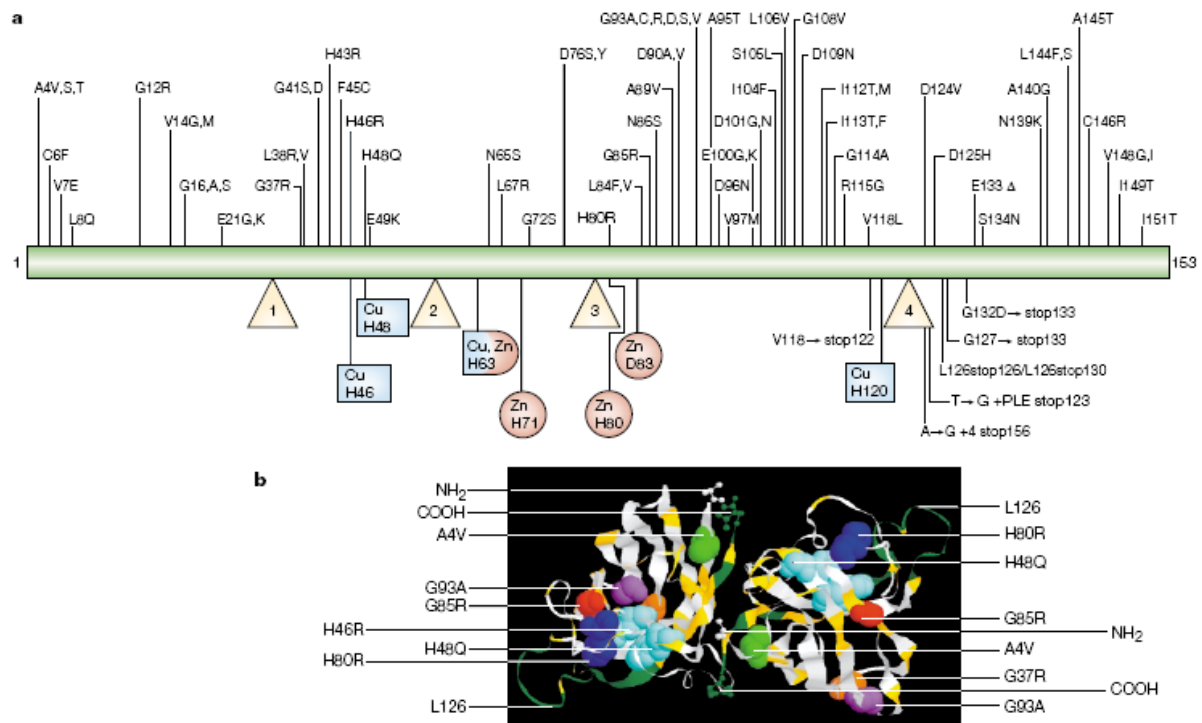 a
G93A,C,R,D,S,V
A95T
L106V
G108V
A145T
H43R
D76S,Y
D90A,V
S105L
D109N
L144F,S
A4V,S,T
G12R
G41S,D
F45C
A89V
I104F
I112T,M
D124V
A140G
V14G,M
H46R
N86S
D101G,N
I113T,F
N139K
C146R
C6F
L38R,V
H48Q
N65S
G85R
E100G,K
G114A
D125H
V148G,I
V7E
G16,A,S
G37R
L67R
L84F,V
D96N
R115G
E133 Δ
I149T
L8Q
E21G,K
E49K
G72S
H80R
V97M
V118L
S134N
I151T
1
153
1
2
3
4
Cu
H48
Cu
H46
Cu, Zn
H63
Zn
H71
Zn
H80
Zn
D83
Cu
H120
V118→ stop122
G132D→ stop133
G127→ stop133
L126stop126/L126stop130
T→ G +PLE stop123
A→G +4 stop156
b
NH2
COOH
A4V
G93A
G85R
H46R
H48Q
H80R
L126
L126
H80R
H48Q
G85R
NH2
A4V
G37R
COOH
G93A